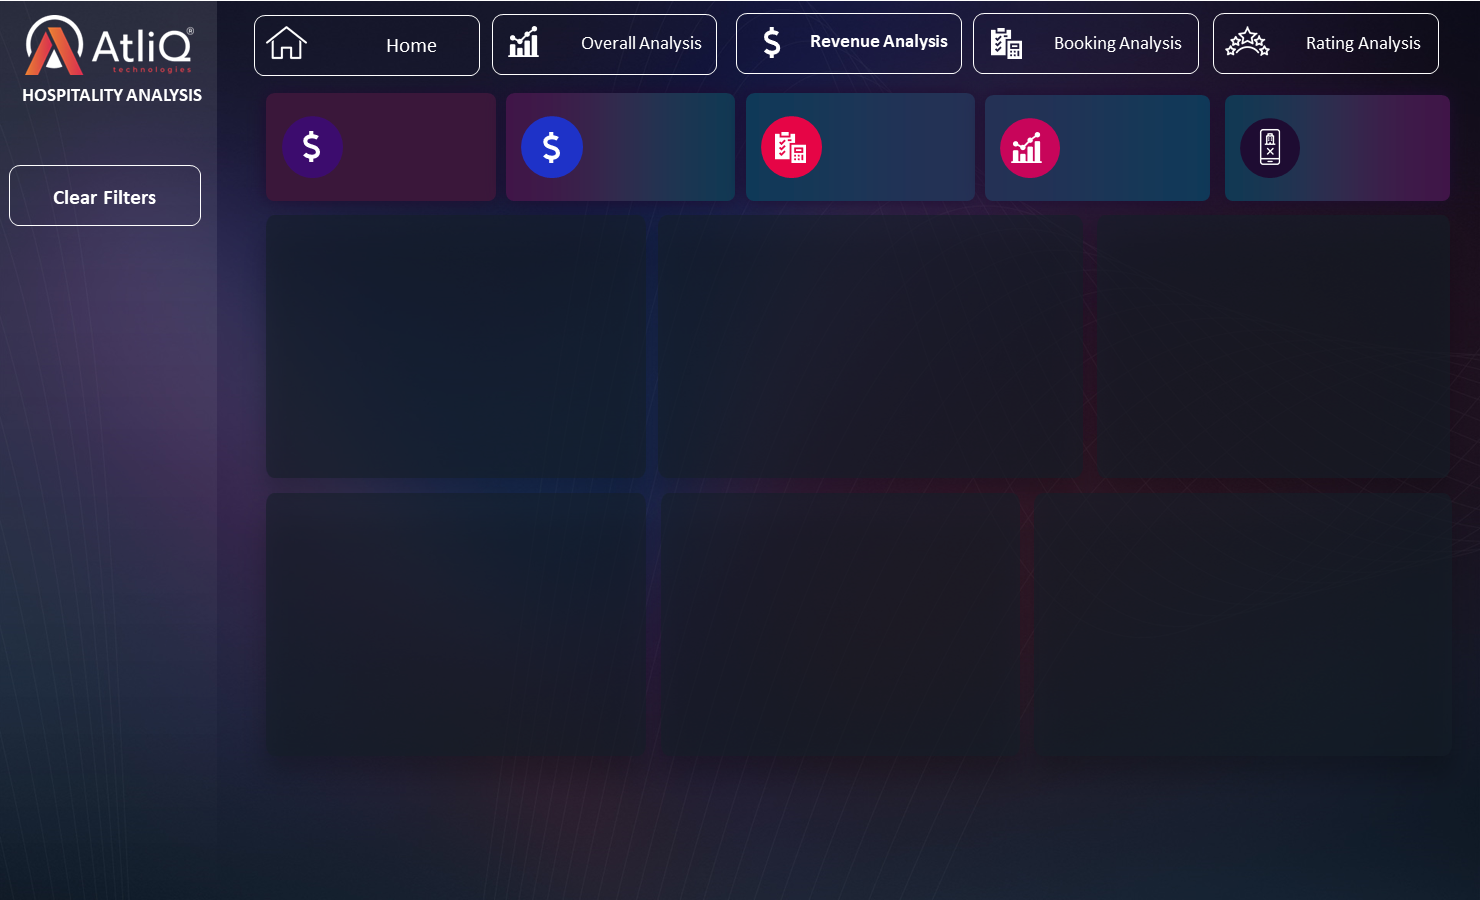 AtliQ®
technologies
HOSPITALITY ANALYSIS
Home
Overall Analysis
Revenue Analysis
Booking Analysis
Rating Analysis
Clear Filters